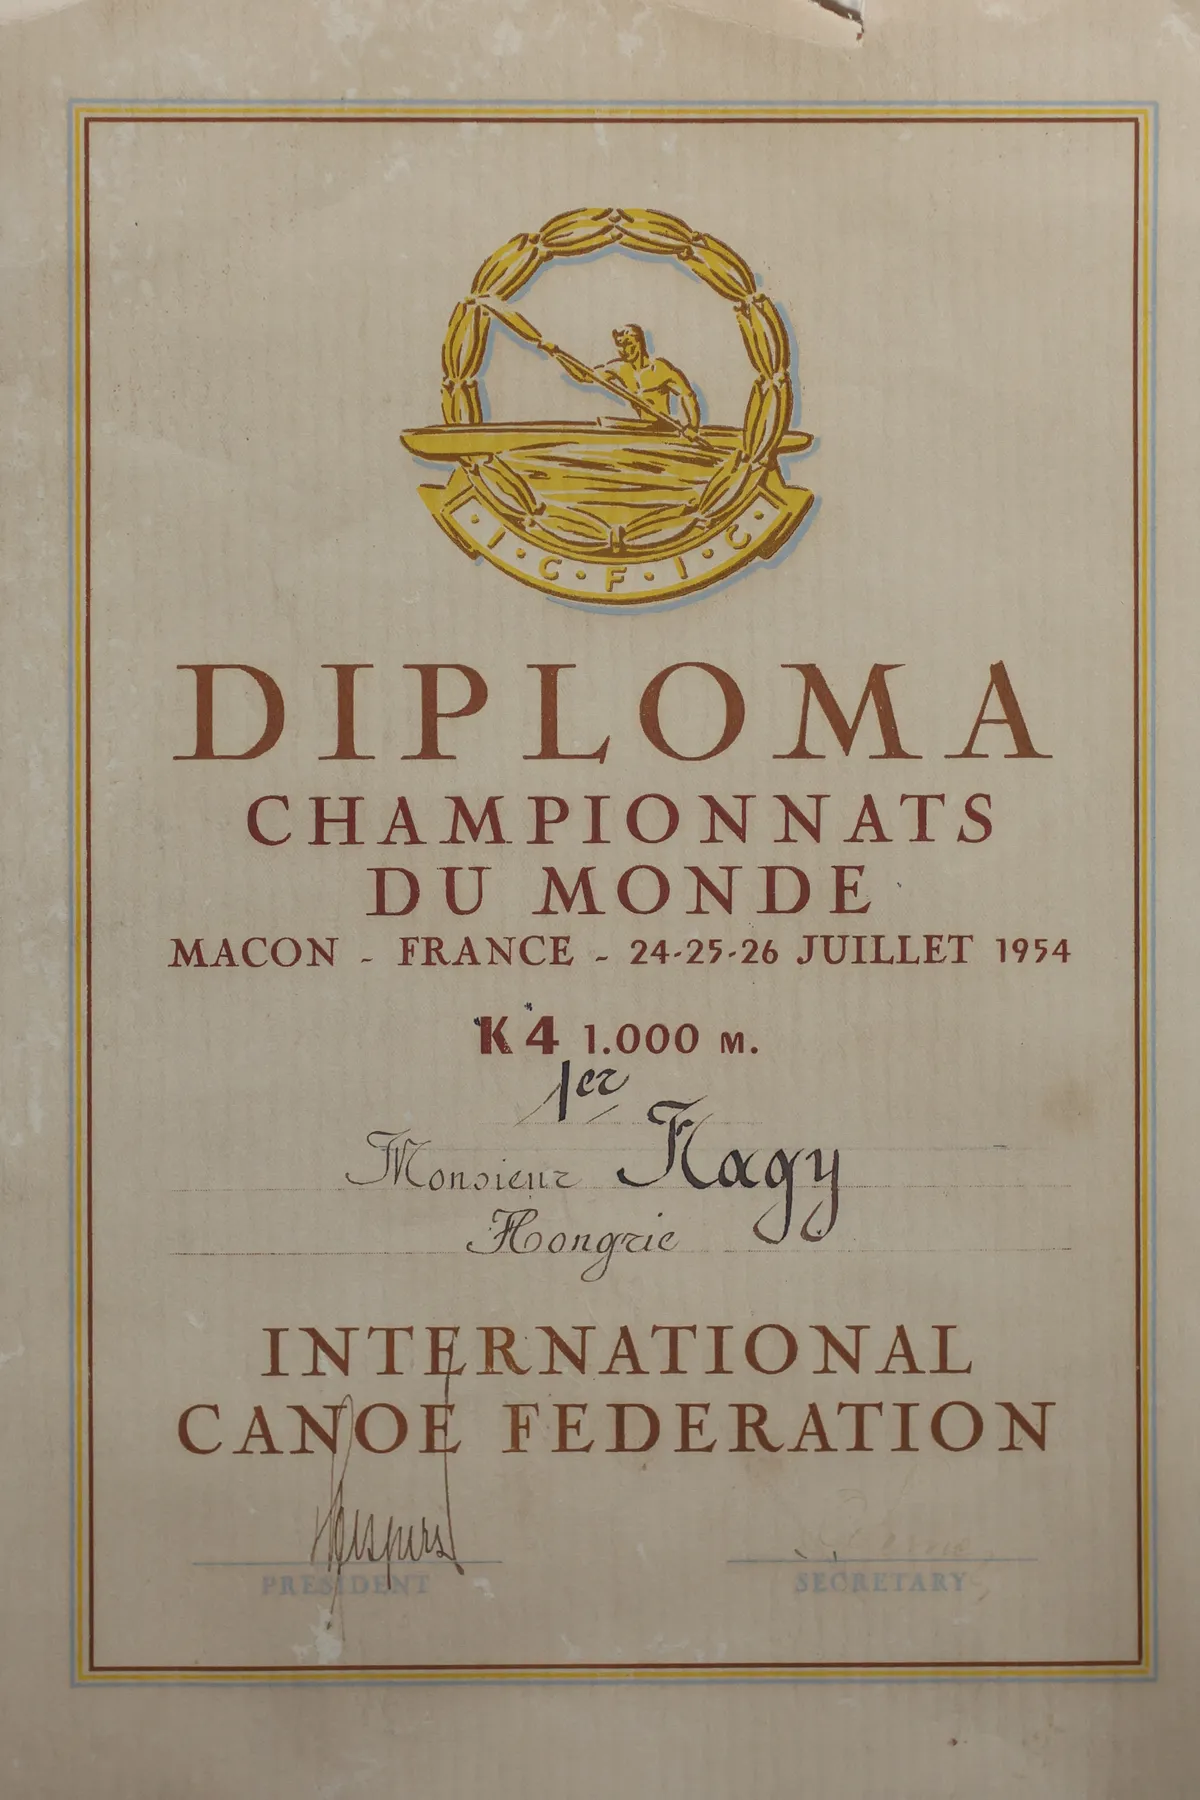 · I · C · F · I · C ·
DIPLOMA
CHAMPIONNATS
DU MONDE
MACON - FRANCE - 24-25-26 JUILLET 1954
K4 1.000 M.
1er
Monsieur Nagy
Hongrie
INTERNATIONAL
CANOE FEDERATION
PRESIDENT
SECRETARY